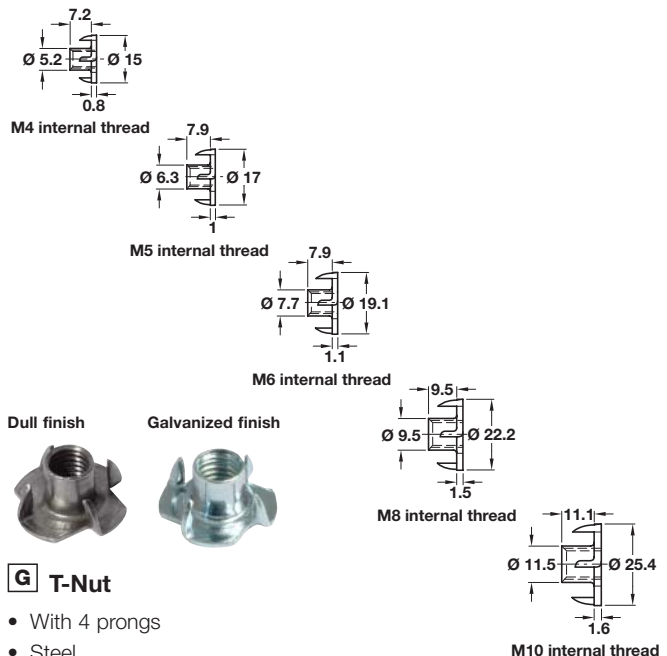 7.2
Ø 5.2
Ø 15
0.8
M4 internal thread
7.9
Ø 6.3
Ø 17
1
M5 internal thread
7.9
Ø 7.7
Ø 19.1
1.1
M6 internal thread
9.5
Ø 9.5
Ø 22.2
1.5
M8 internal thread
11.1
Ø 11.5
Ø 25.4
1.6
M10 internal thread
Dull finish
Galvanized finish
G T-Nut
• With 4 prongs
• Steel